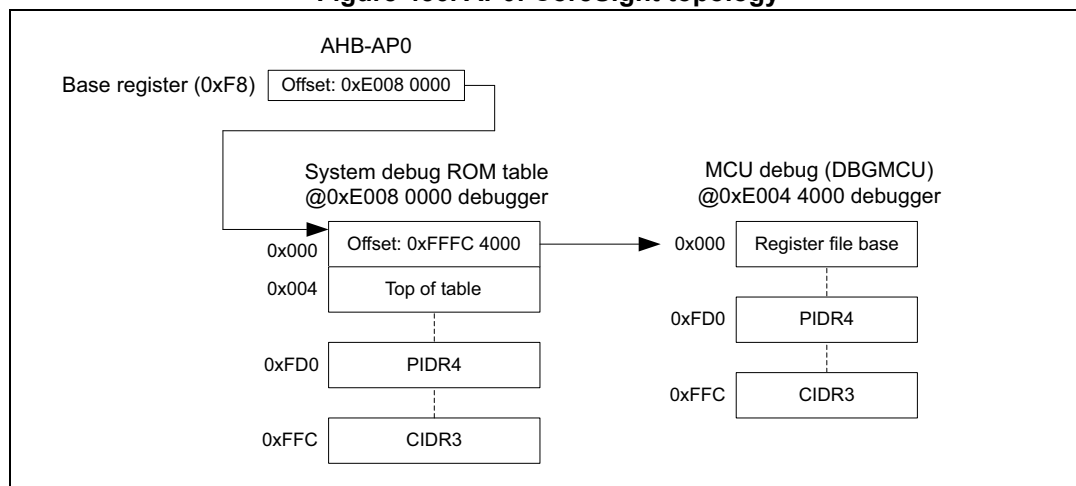 Figure CoreSight topology
AHB-AP0
Base register (0xF8)
Offset: 0xE008 0000
System debug ROM table
@0xE008 0000 debugger
MCU debug (DBGMCU)
@0xE004 4000 debugger
0x000
Offset: 0xFFFC 4000
0x000
Register file base
0x004
Top of table
0xFD0
PIDR4
0xFD0
PIDR4
0xFFC
CIDR3
0xFFC
CIDR3